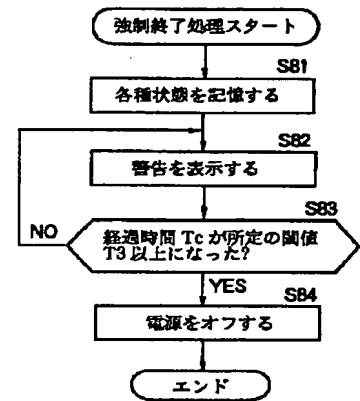 強制終了処理スタート
S81
各種状態を記憶する
S82
警告を表示する
S83
経過時間 Tc が所定の閾値
T3 以上になった?
NO
YES
S84
電源をオフする
エンド